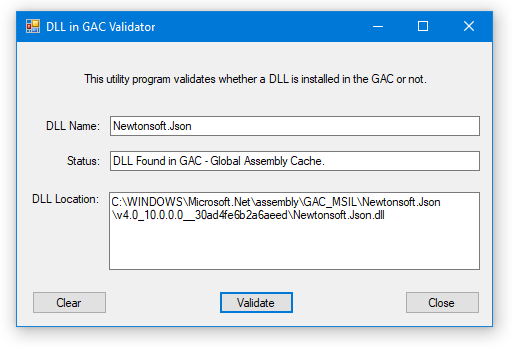 DLL in GAC Validator
This utility program validates whether a DLL is installed in the GAC or not.
DLL Name: Newtonsoft.Json
Status: DLL Found in GAC - Global Assembly Cache.
DLL Location: C:\WINDOWS\Microsoft.Net\assembly\GAC_MSIL\Newtonsoft.Json
\v4.0_10.0.0.0__30ad4fe6b2a6aeed\Newtonsoft.Json.dll
Clear Validate Close